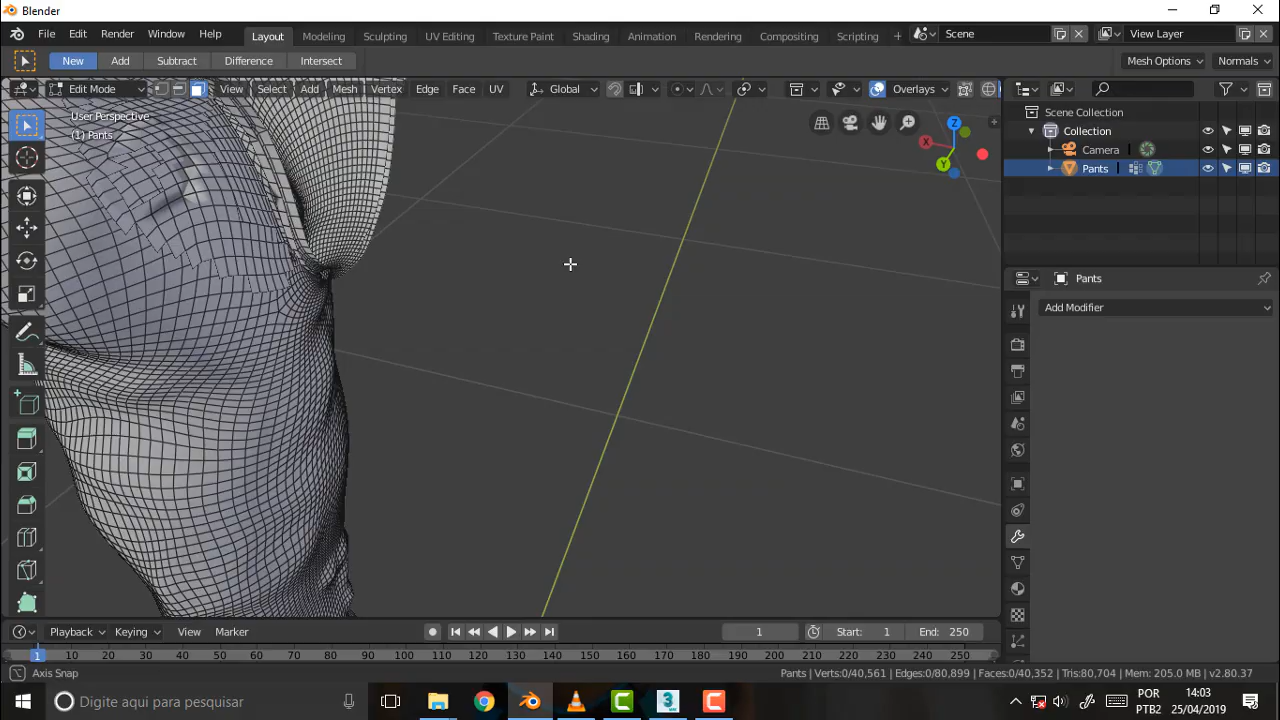 Blender
File Edit Render Window Help Layout Modeling Sculpting UV Editing Texture Paint Shading Animation Rendering Compositing Scripting + Scene View Layer
New Add Subtract Difference Intersect Mesh Options Normals
Edit Mode View Select Add Mesh Vertex Edge Face UV Global Overlays
User Perspective
(1) Pants
Z
X
Y
Scene Collection
Collection
Camera
Pants
Pants
Add Modifier
Playback Keying View Marker 1 Start: 1 End: 250
1 10 20 30 40 50 60 70 80 90 100 110 120 130 140 150 160 170 180 190 200 210 220 230 240 250
Axis Snap Pants | Verts:0/40,561 | Edges:0/80,899 | Faces:0/40,352 | Tris:80,704 | Mem: 205.0 MiB | v2.80.37
Digite aqui para pesquisar
POR
PTB2
14:03
25/04/2019